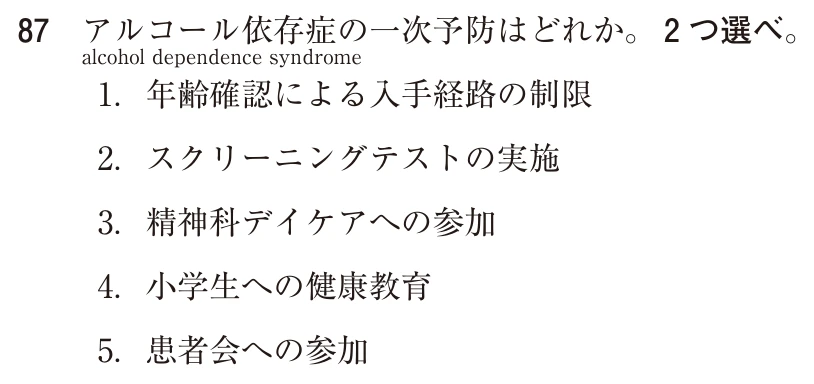 87 アルコール依存症の一次予防はどれか。2つ選べ。
alcohol dependence syndrome
1. 年齢確認による入手経路の制限
2. スクリーニングテストの実施
3. 精神科デイケアへの参加
4. 小学生への健康教育
5. 患者会への参加